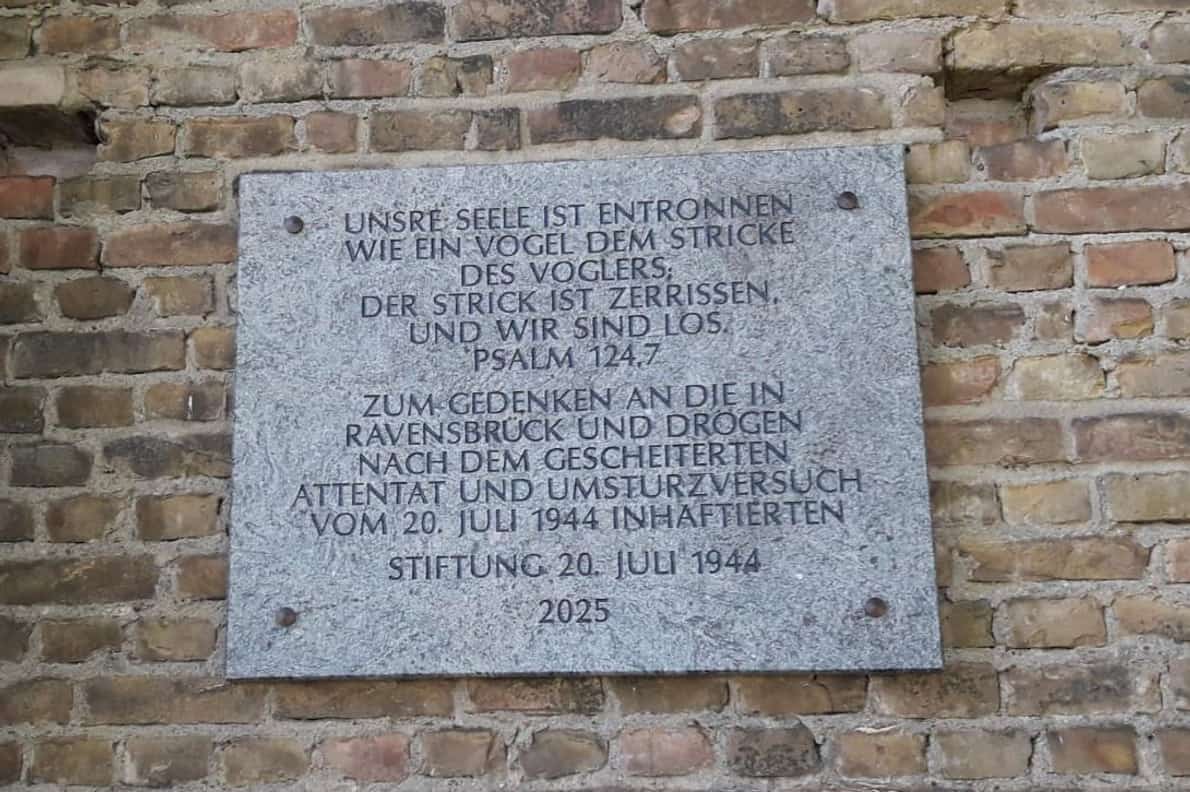 UNSRE SEELE IST ENTRONNEN
WIE EIN VOGEL DEM STRICKE
DES VOGLERS;
DER STRICK IST ZERRISSEN,
UND WIR SIND LOS.
PSALM 124,7
ZUM GEDENKEN AN DIE IN
RAVENSBRÜCK UND DRÖGEN
NACH DEM GESCHEITERTEN
ATTENTAT UND UMSTURZVERSUCH
VOM 20. JULI 1944 INHAFTIERTEN
STIFTUNG 20. JULI 1944
2025